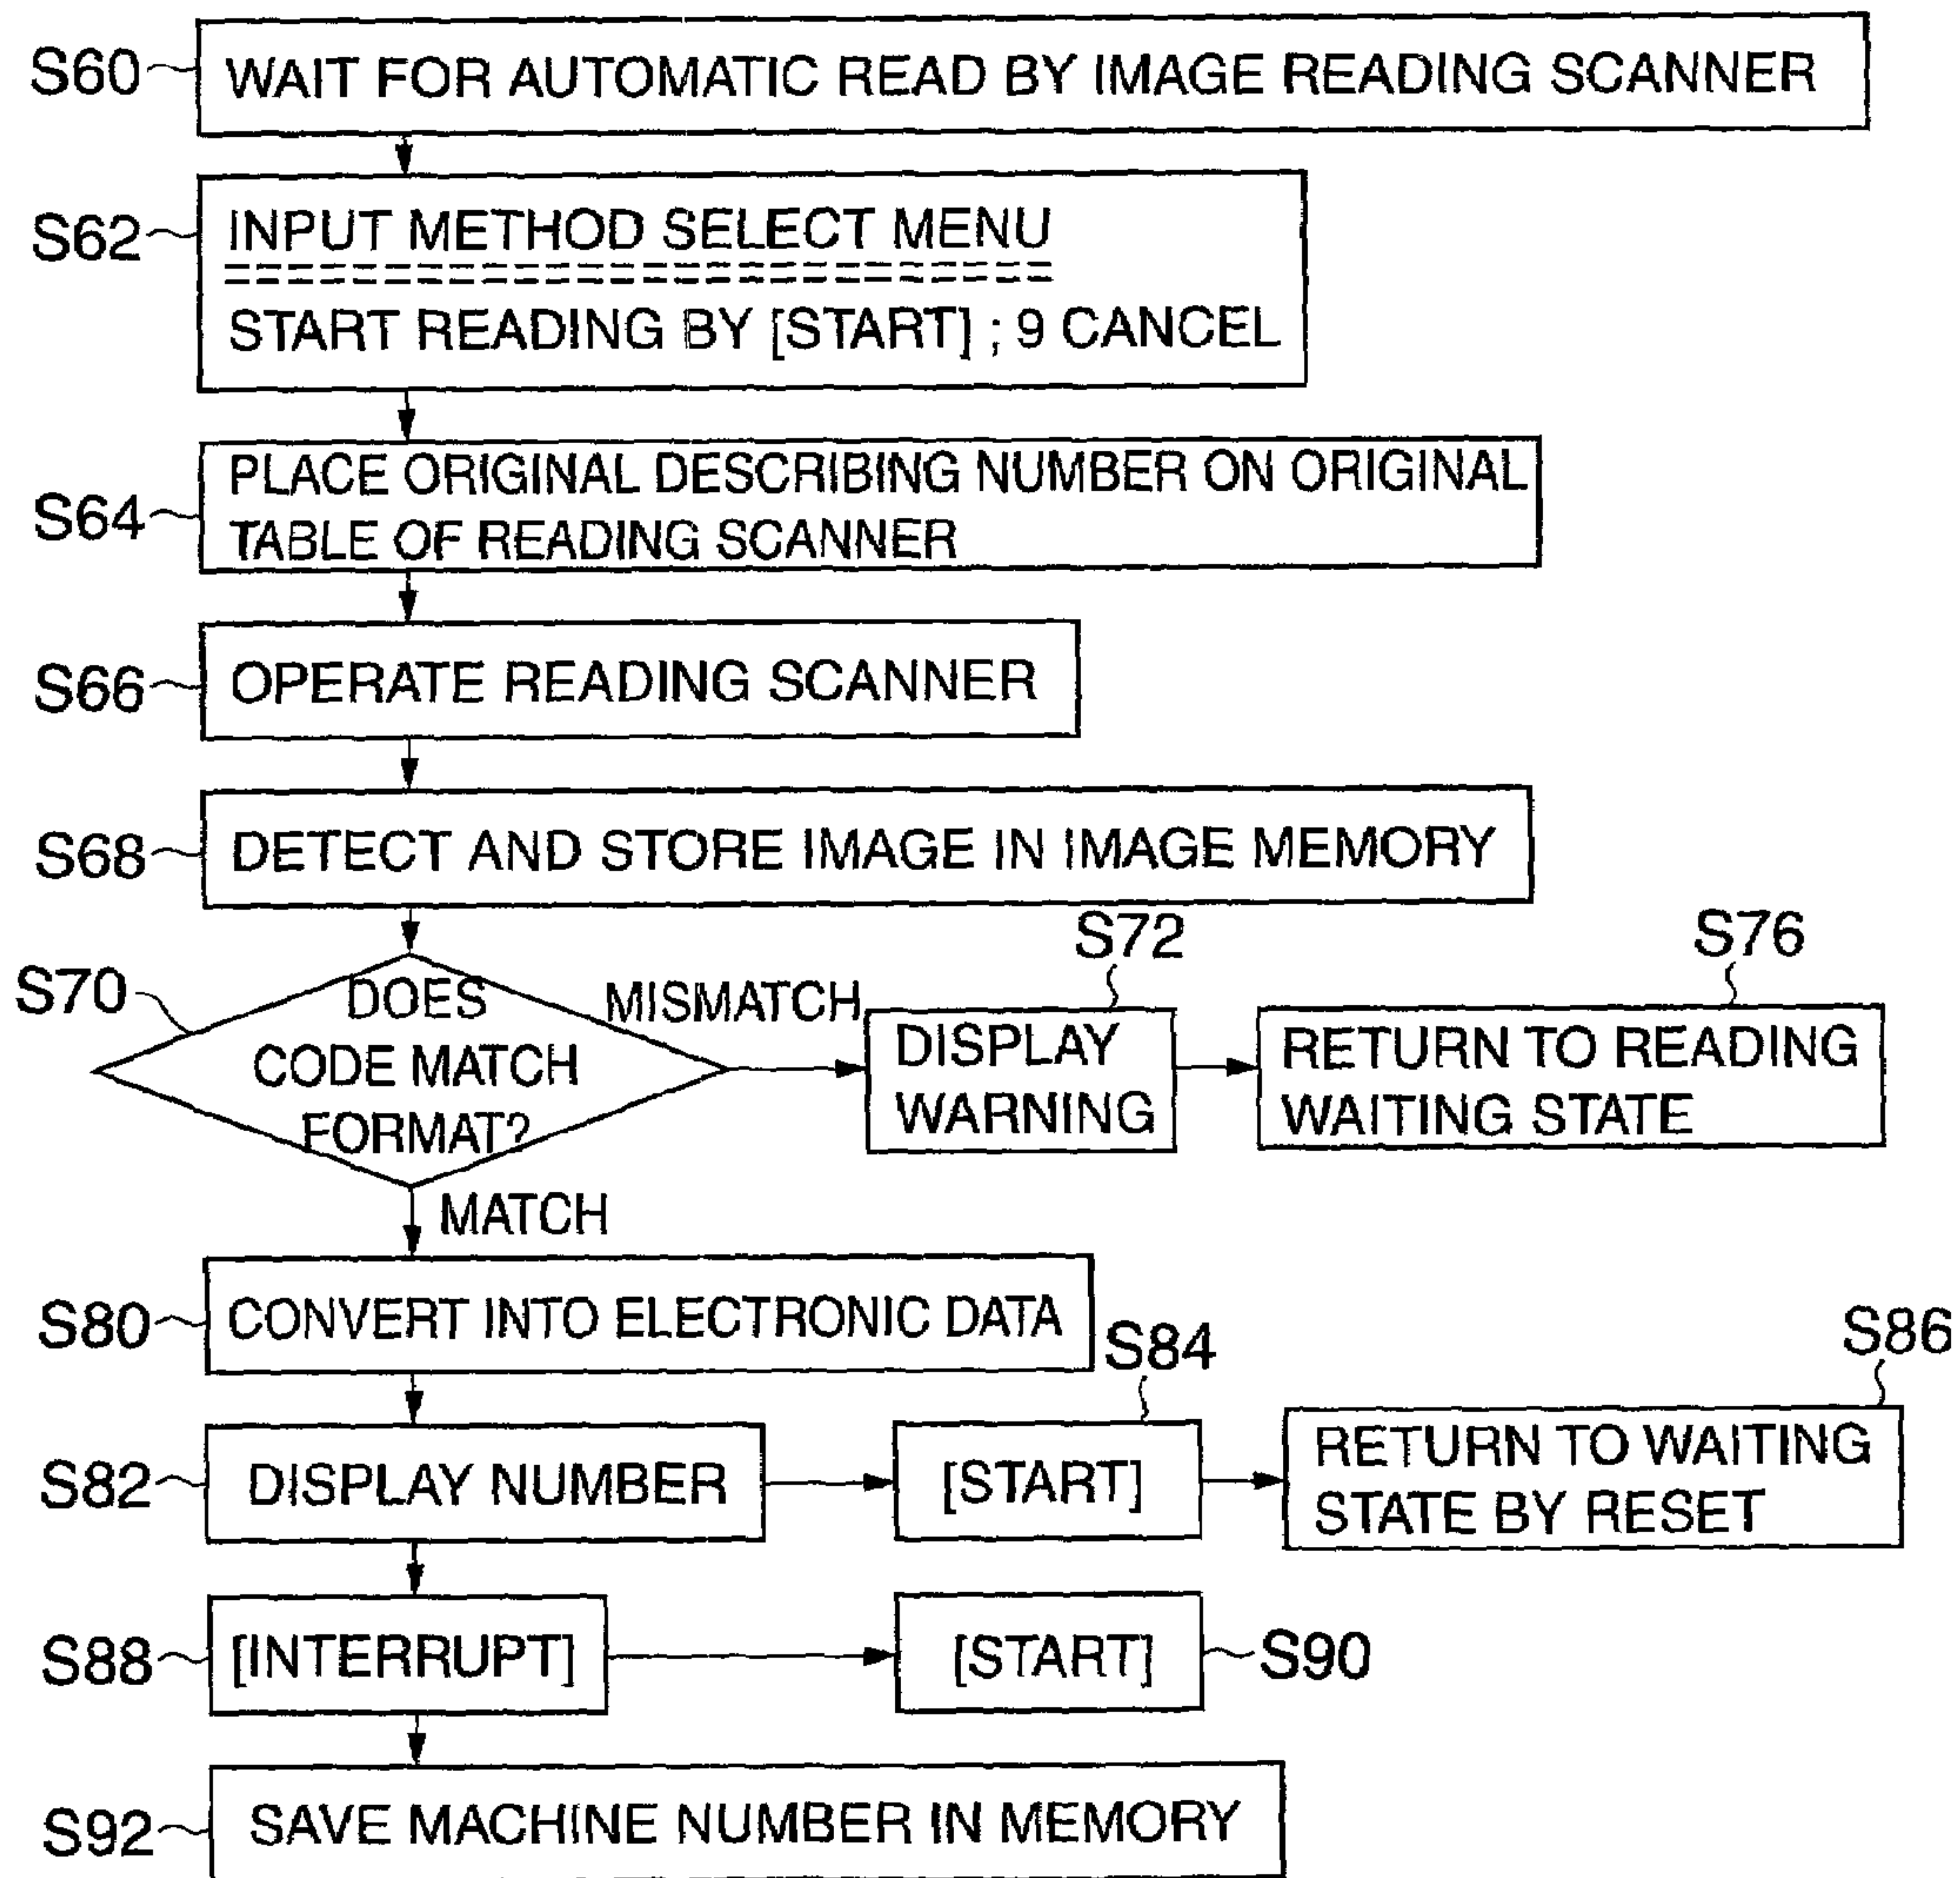 S60
WAIT FOR AUTOMATIC READ BY IMAGE READING SCANNER
S62
INPUT METHOD SELECT MENU
==========================
START READING BY [START] ; 9 CANCEL
S64
PLACE ORIGINAL DESCRIBING NUMBER ON ORIGINAL
TABLE OF READING SCANNER
S66
OPERATE READING SCANNER
S68
DETECT AND STORE IMAGE IN IMAGE MEMORY
S70
DOES
CODE MATCH
FORMAT?
MISMATCH
S72
DISPLAY
WARNING
S76
RETURN TO READING
WAITING STATE
MATCH
S80
CONVERT INTO ELECTRONIC DATA
S82
DISPLAY NUMBER
S84
[START]
S86
RETURN TO WAITING
STATE BY RESET
S88
[INTERRUPT]
[START]
S90
S92
SAVE MACHINE NUMBER IN MEMORY